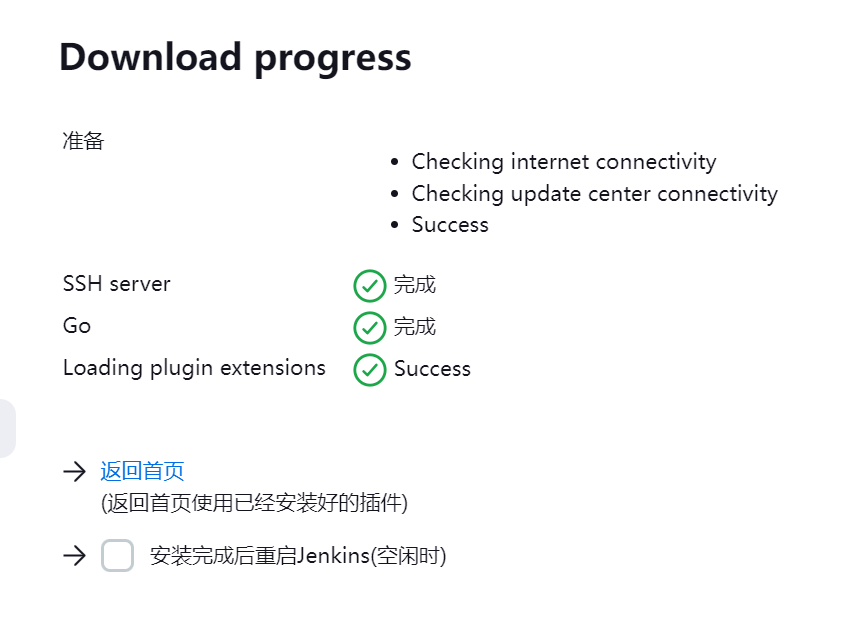 Download progress
准备
Checking internet connectivity
Checking update center connectivity
Success
SSH server 完成
Go 完成
Loading plugin extensions Success
返回首页
(返回首页使用已经安装好的插件)
安装完成后重启Jenkins(空闲时)